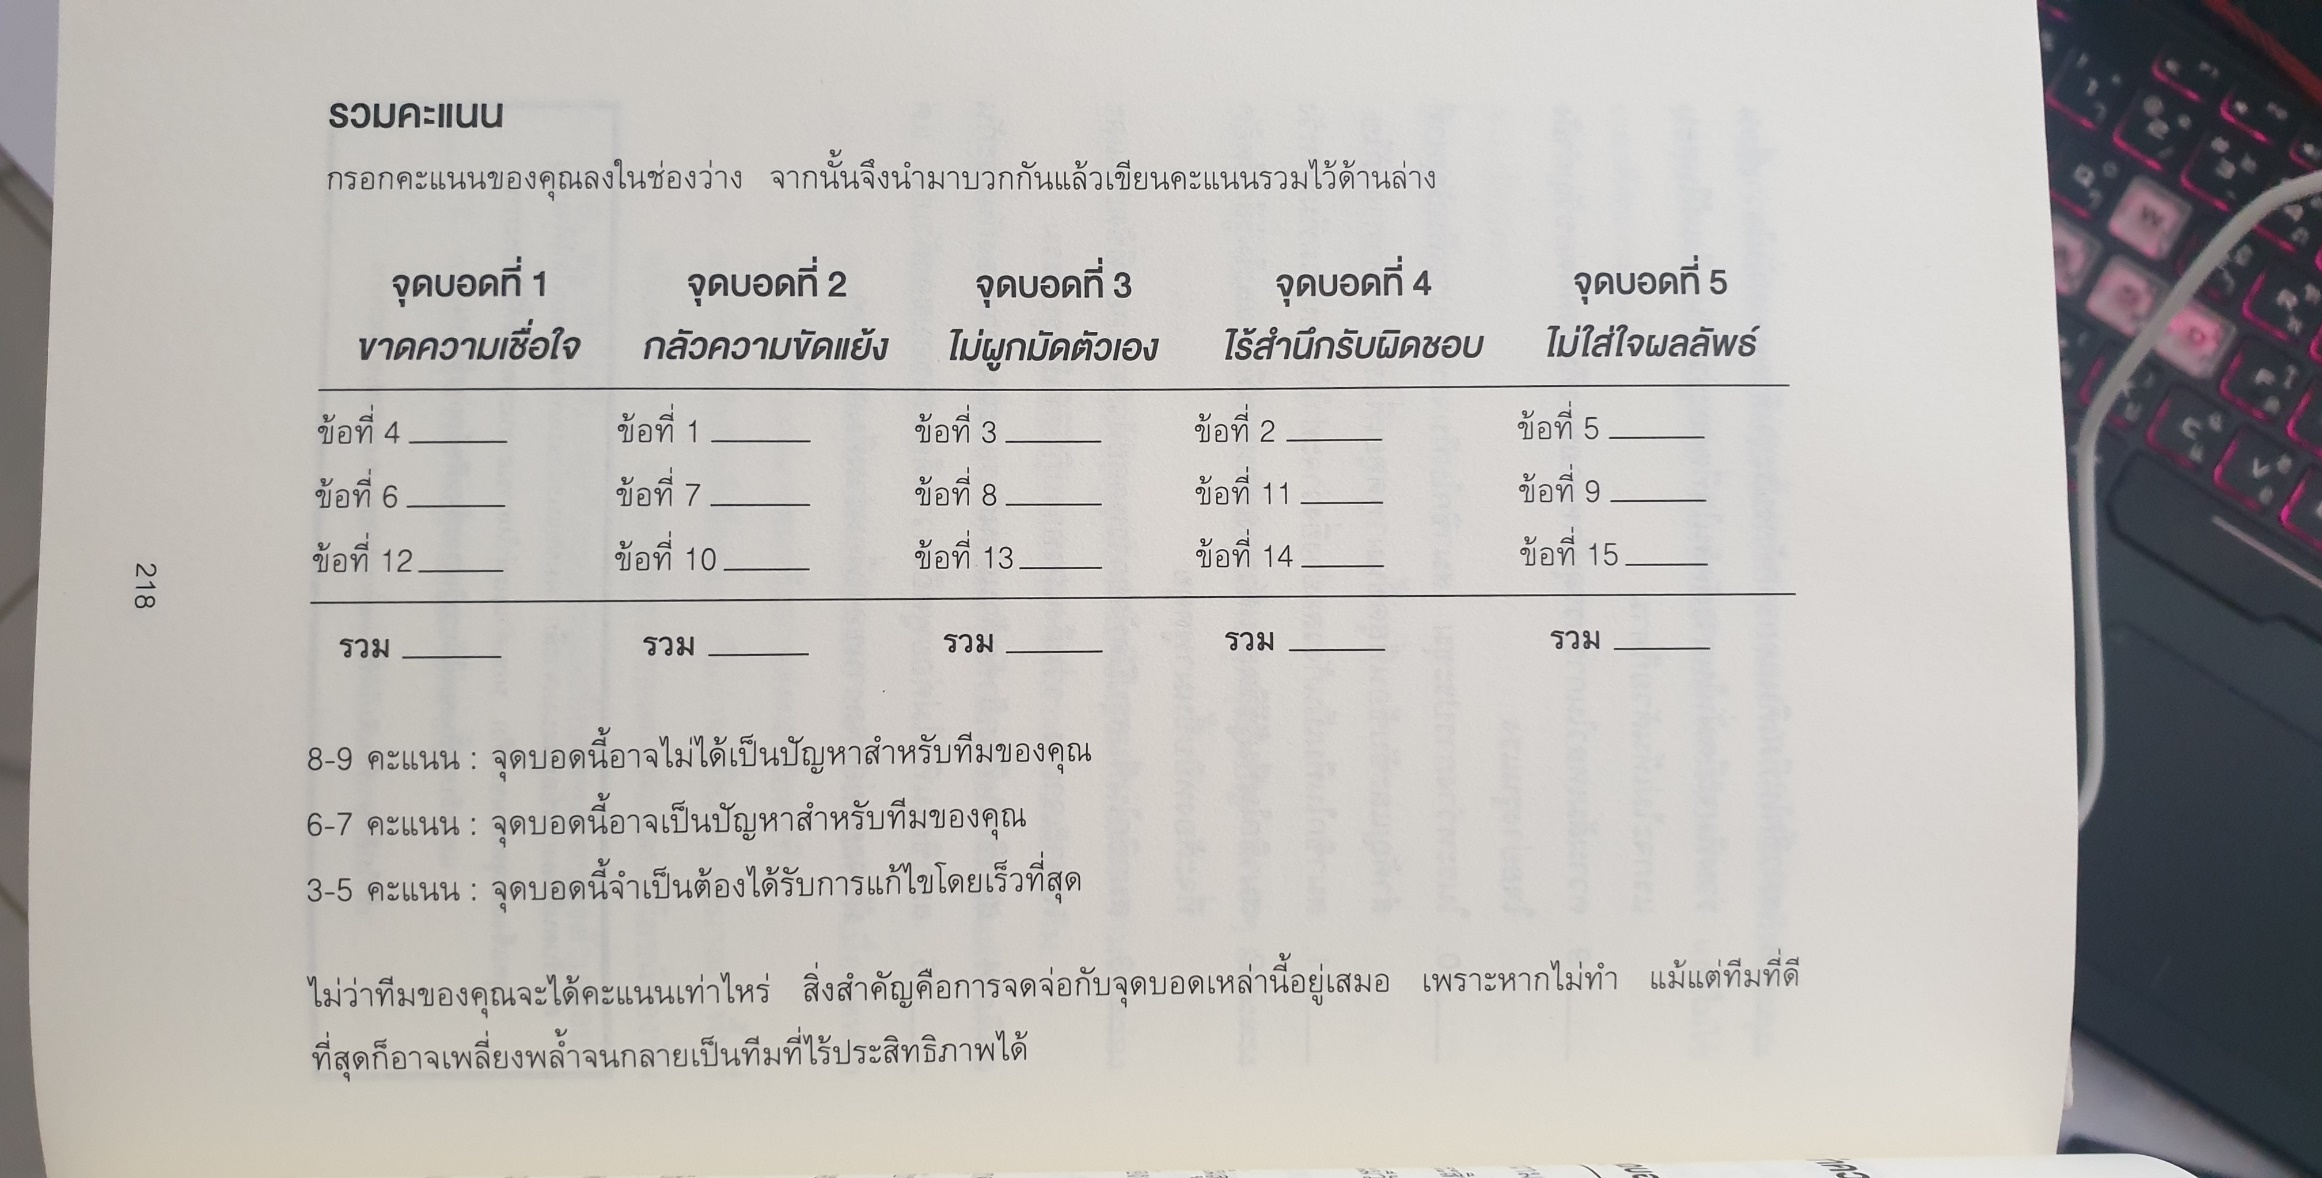 รวมคะแนน
กรอกคะแนนของคุณลงในช่องว่าง จากนั้นจึงนำมาบวกกันแล้วเขียนคะแนนรวมไว้ด้านล่าง
จุดบอดที่ 1 จุดบอดที่ 2 จุดบอดที่ 3 จุดบอดที่ 4 จุดบอดที่ 5
ขาดความเชื่อใจ กลัวความขัดแย้ง ไม่ผูกมัดตัวเอง ไร้สำนึกรับผิดชอบ ไม่ใส่ใจผลลัพธ์
ข้อที่ 4 ______ ข้อที่ 1 ______ ข้อที่ 3 ______ ข้อที่ 2 ______ ข้อที่ 5 ______
ข้อที่ 6 ______ ข้อที่ 7 ______ ข้อที่ 8 ______ ข้อที่ 11 _____ ข้อที่ 9 ______
ข้อที่ 12 _____ ข้อที่ 10 _____ ข้อที่ 13 _____ ข้อที่ 14 _____ ข้อที่ 15 _____
รวม ______ รวม ______ รวม ______ รวม ______ รวม ______
8-9 คะแนน : จุดบอดนี้อาจไม่ได้เป็นปัญหาสำหรับทีมของคุณ
6-7 คะแนน : จุดบอดนี้อาจเป็นปัญหาสำหรับทีมของคุณ
3-5 คะแนน : จุดบอดนี้จำเป็นต้องได้รับการแก้ไขโดยเร็วที่สุด
ไม่ว่าทีมของคุณจะได้คะแนนเท่าไหร่ สิ่งสำคัญคือการจดจ่อกับจุดบอดเหล่านี้อยู่เสมอ เพราะหากไม่ทำ แม้แต่ทีมที่ดี
ที่สุดก็อาจเพลี่ยงพล้ำจนกลายเป็นทีมที่ไร้ประสิทธิภาพได้
218